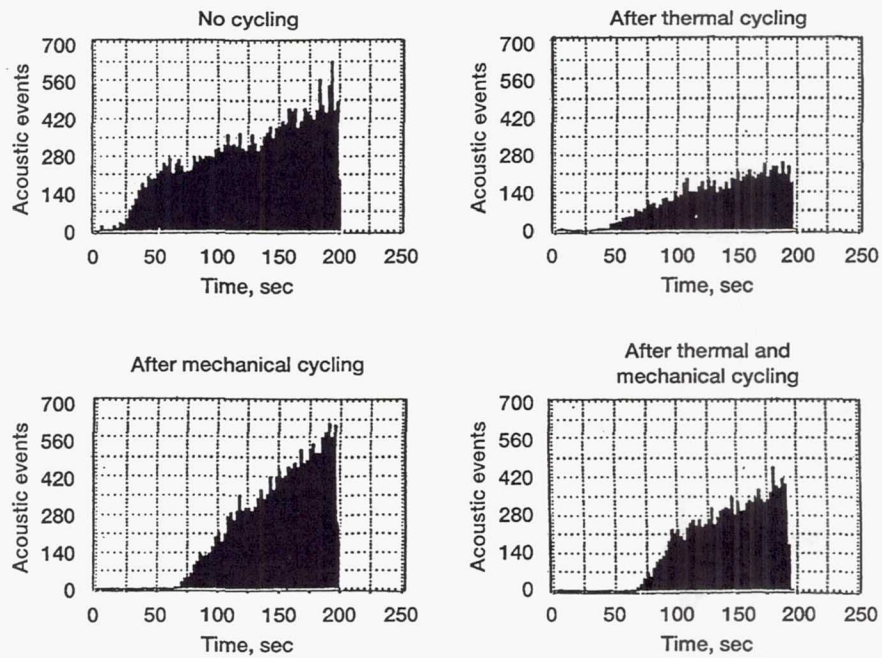 No cycling
700
560
420
280
140
0
Acoustic events
0 50 100 150 200 250
Time, sec
After thermal cycling
700
560
420
280
140
0
Acoustic events
0 50 100 150 200 250
Time, sec
After mechanical cycling
700
560
420
280
140
0
Acoustic events
0 50 100 150 200 250
Time, sec
After thermal and
mechanical cycling
700
560
420
280
140
0
Acoustic events
0 50 100 150 200 250
Time, sec